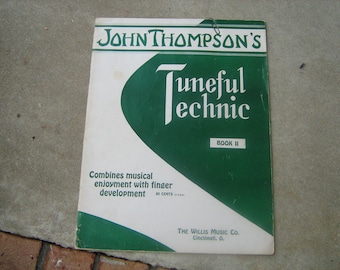 JOHN THOMPSON'S
Tuneful
Technic
BOOK II
Combines musical
enjoyment with finger
development
THE WILLIS MUSIC CO.
CINCINNATI, O.